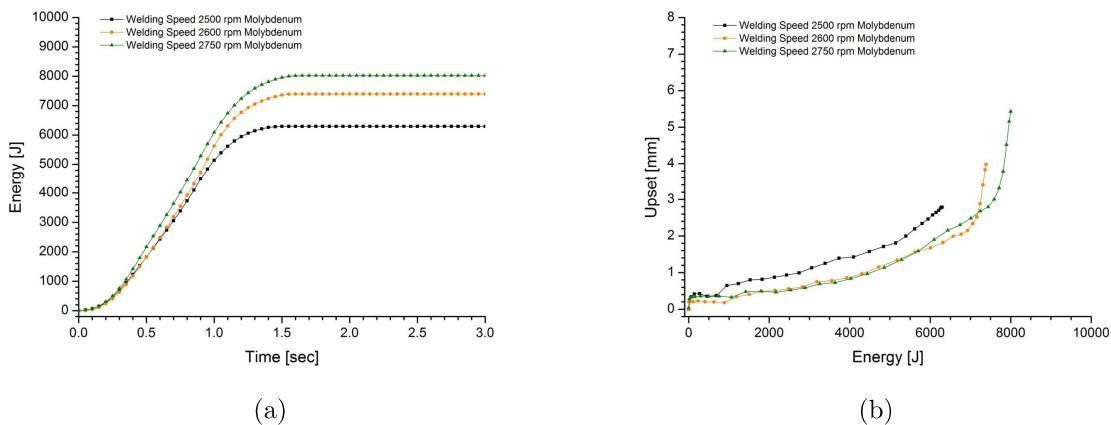 10000
9000
8000
7000
6000
5000
4000
3000
2000
1000
0
Energy [J]
Welding Speed 2500 rpm Molybdenum
Welding Speed 2600 rpm Molybdenum
Welding Speed 2750 rpm Molybdenum
0.0 0.5 1.0 1.5 2.0 2.5 3.0
Time [sec]
(a)
8
7
6
5
4
3
2
1
0
Upset [mm]
Welding Speed 2500 rpm Molybdenum
Welding Speed 2600 rpm Molybdenum
Welding Speed 2750 rpm Molybdenum
0 2000 4000 6000 8000 10000
Energy [J]
(b)